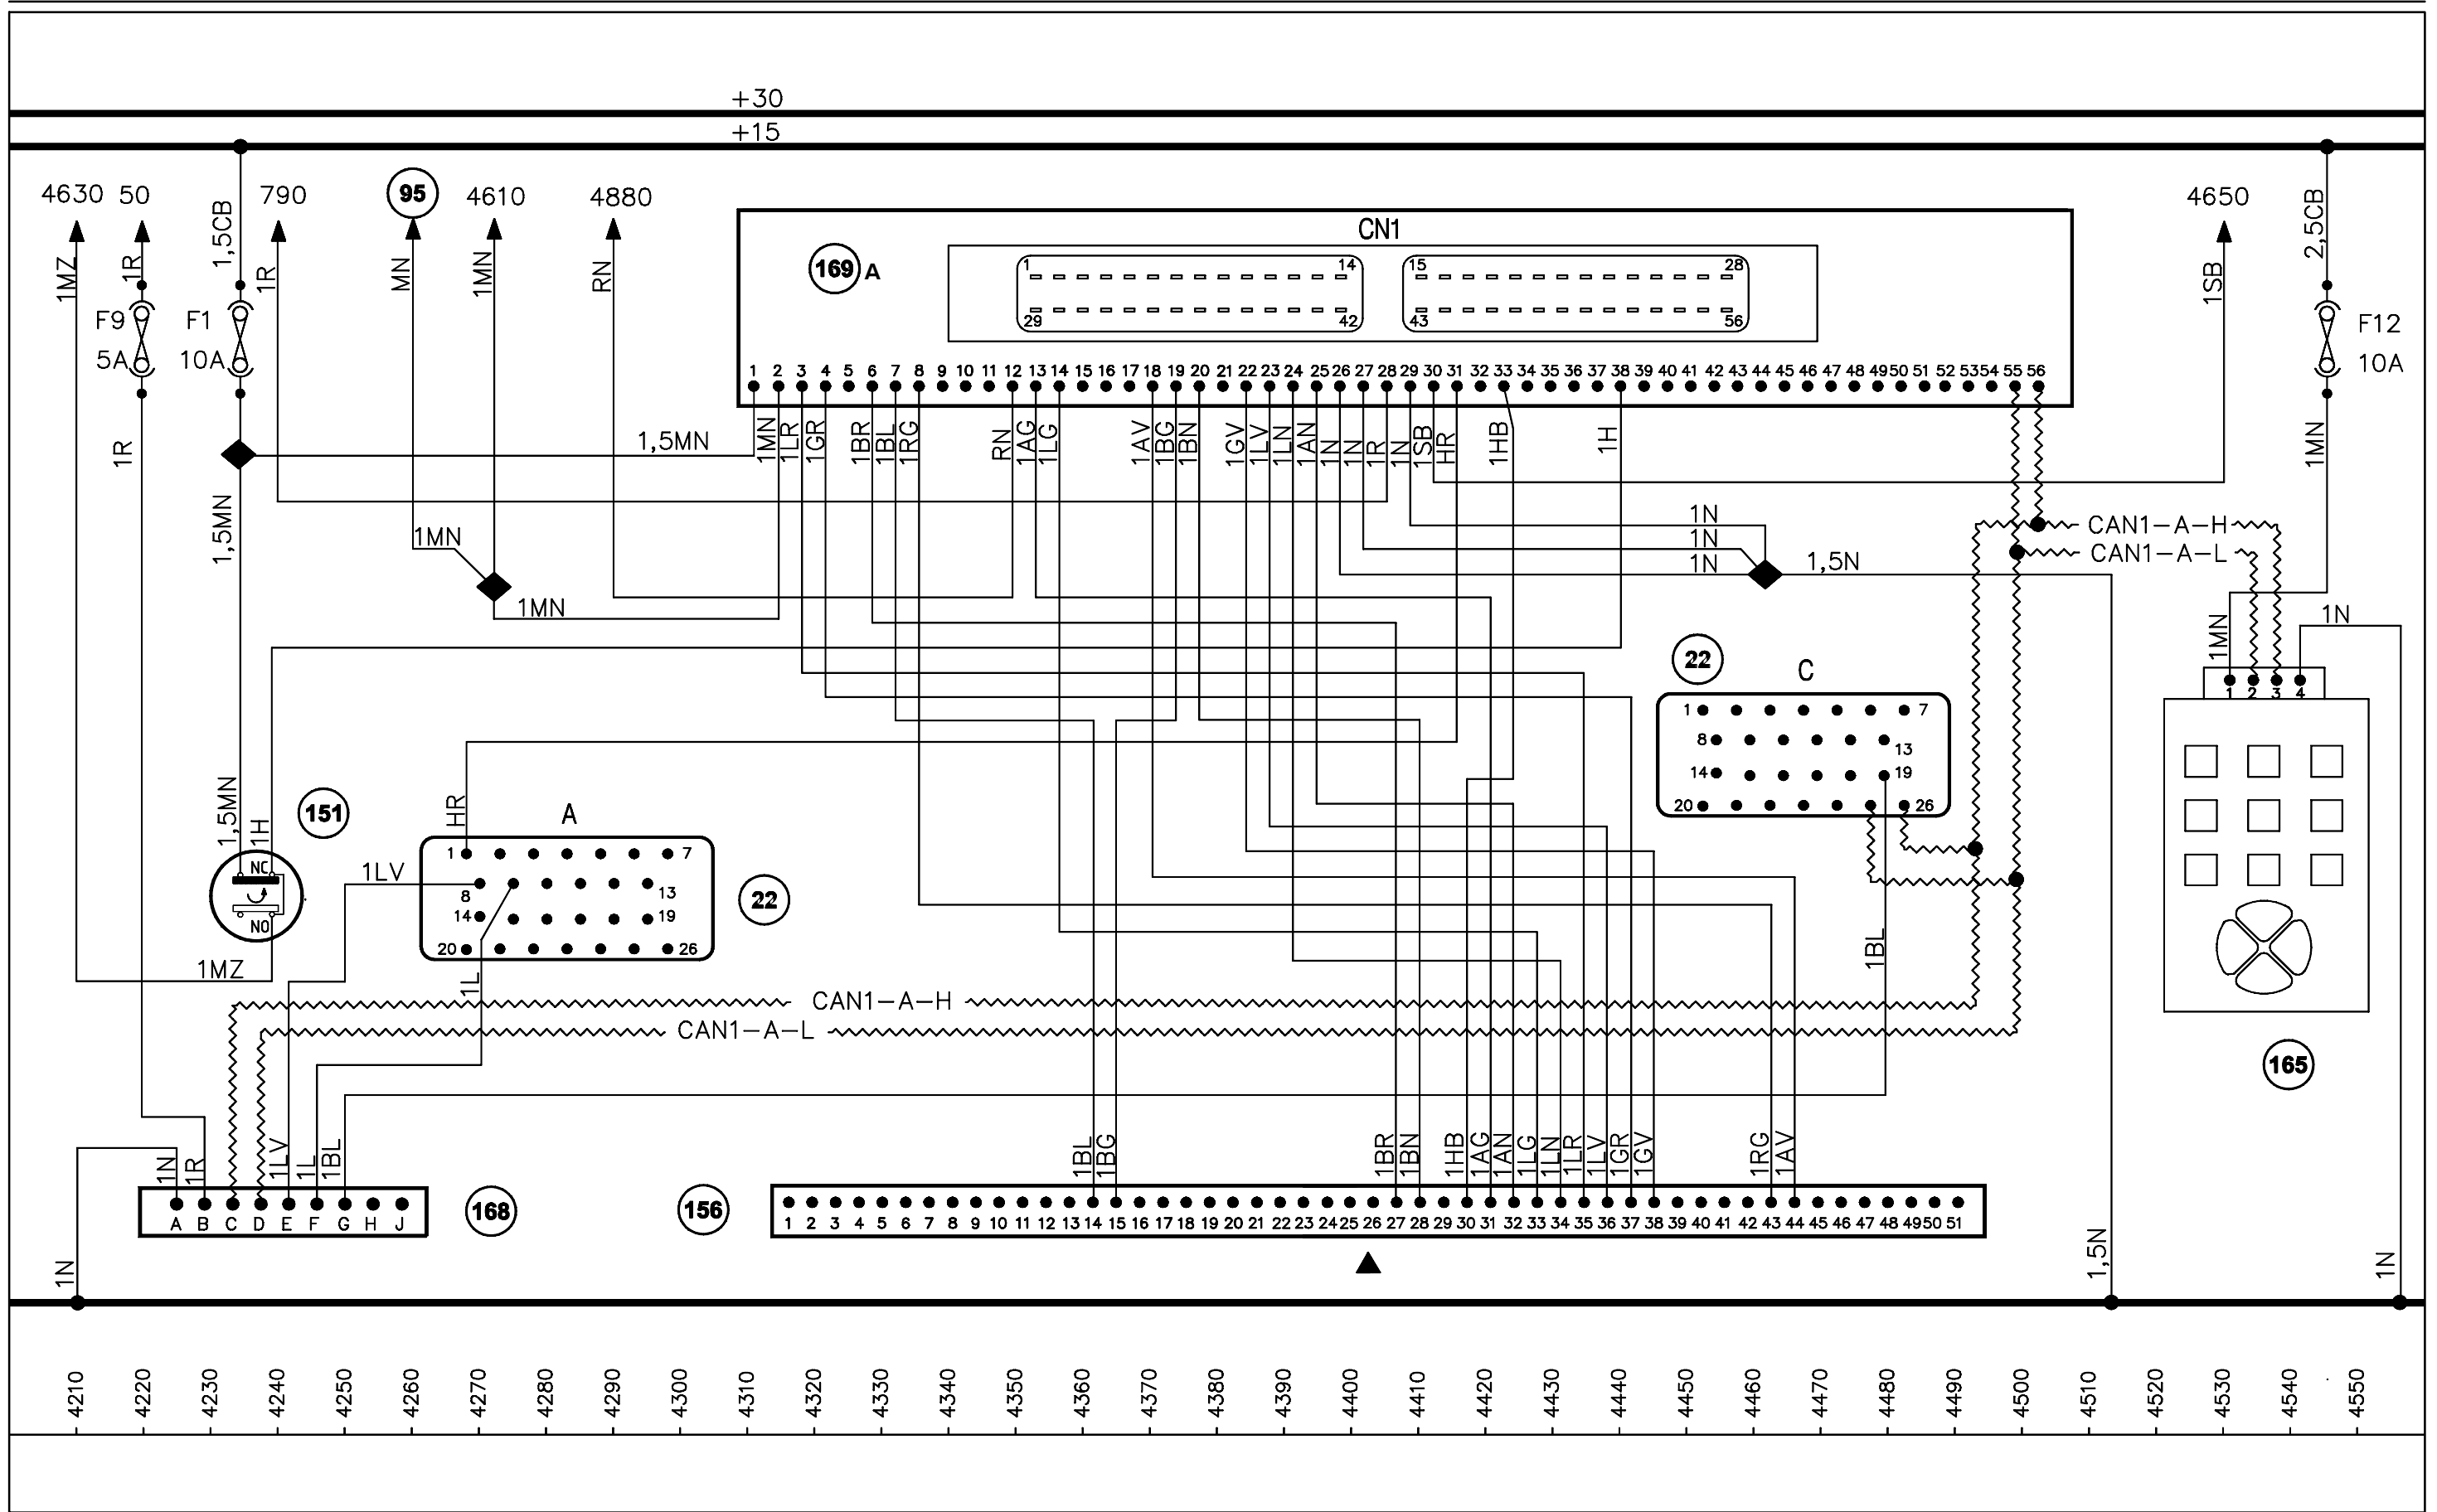 +30
+15
4630 50 790 95 4610 4880 4650
1MZ 1R 1,5CB 1R MN 1MN RN 1SB 2,5CB
CN1
169 A
1 14 15 28
29 42 43 56
F9 F1 F12
5A 10A 10A
1 2 3 4 5 6 7 8 9 10 11 12 13 14 15 16 17 18 19 20 21 22 23 24 25 26 27 28 29 30 31 32 33 34 35 36 37 38 39 40 41 42 43 44 45 46 47 48 49 50 51 52 53 54 55 56
1R 1,5MN 1MN 1LR 1GR 1BR 1BL 1RG RN 1AG 1LG 1AV 1BG 1BN 1GV 1LV 1LN 1AN 1N 1N 1R 1N 1SB HR 1HB 1H 1MN
1,5MN
1N CAN1-A-H
1MN 1N CAN1-A-L
1N 1,5N
1MN 1MN 1N
22 C
1 2 3 4
1 7
8 13
14 19
20 26
151 1,5MN 1H HR A
NC
NO
1LV
1 7
8 13
14 19
20 26
22
1BL
1MZ 1L
CAN1-A-H
CAN1-A-L
165
1N 1R 1LV 1L 1BL 1BL 1BG 1BR 1BN 1HB 1AG 1AN 1LG 1LN 1LR 1LV 1GR 1GV 1RG 1AV
A B C D E F G H J
168
156
1 2 3 4 5 6 7 8 9 10 11 12 13 14 15 16 17 18 19 20 21 22 23 24 25 26 27 28 29 30 31 32 33 34 35 36 37 38 39 40 41 42 43 44 45 46 47 48 49 50 51
1N 1,5N 1N
4210 4220 4230 4240 4250 4260 4270 4280 4290 4300 4310 4320 4330 4340 4350 4360 4370 4380 4390 4400 4410 4420 4430 4440 4450 4460 4470 4480 4490 4500 4510 4520 4530 4540 4550